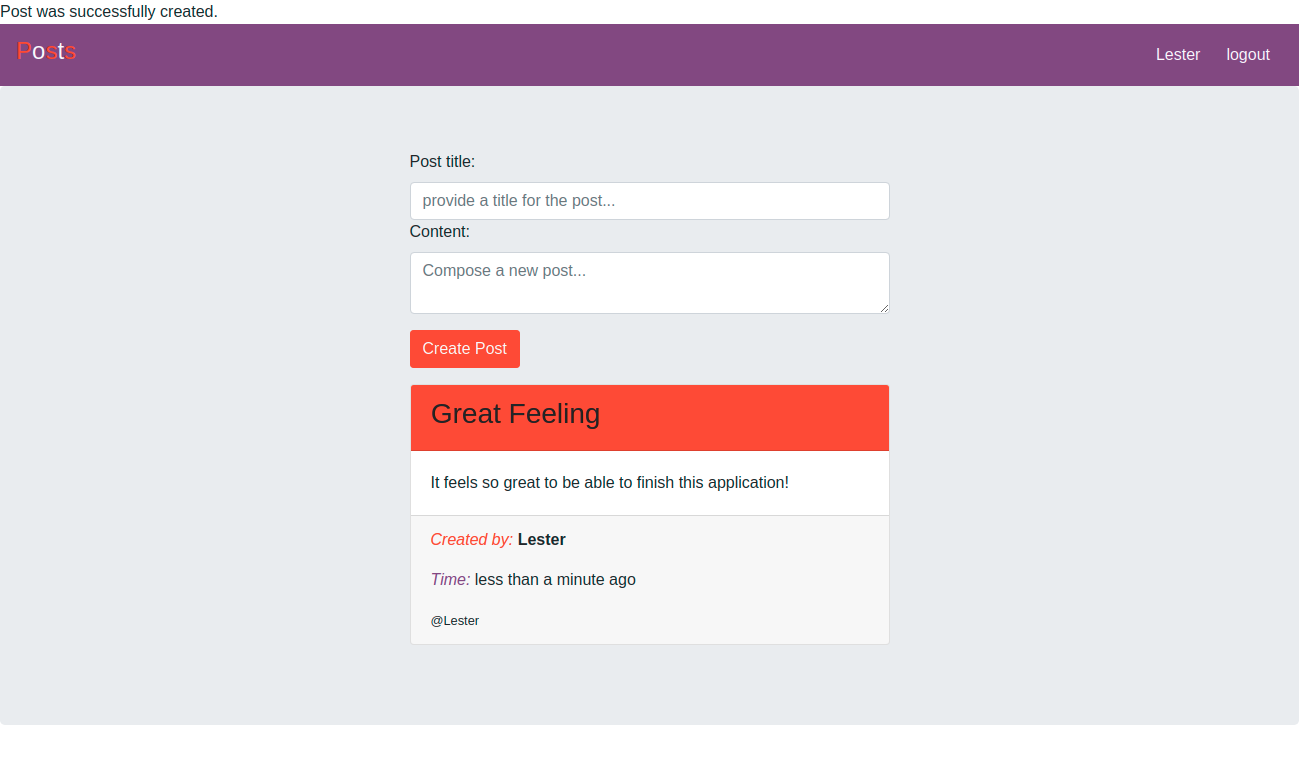 Post was successfully created.
Posts
Lester logout
Post title:
provide a title for the post...
Content:
Compose a new post...
Create Post
Great Feeling
It feels so great to be able to finish this application!
Created by: Lester
Time: less than a minute ago
@Lester